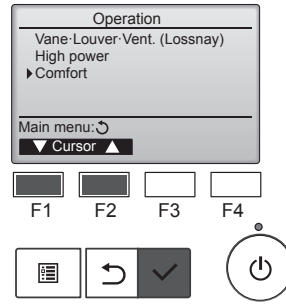 Operation
Vane·Louver·Vent. (Lossnay)
High power
Comfort
Main menu:
Cursor
F1 F2 F3 F4